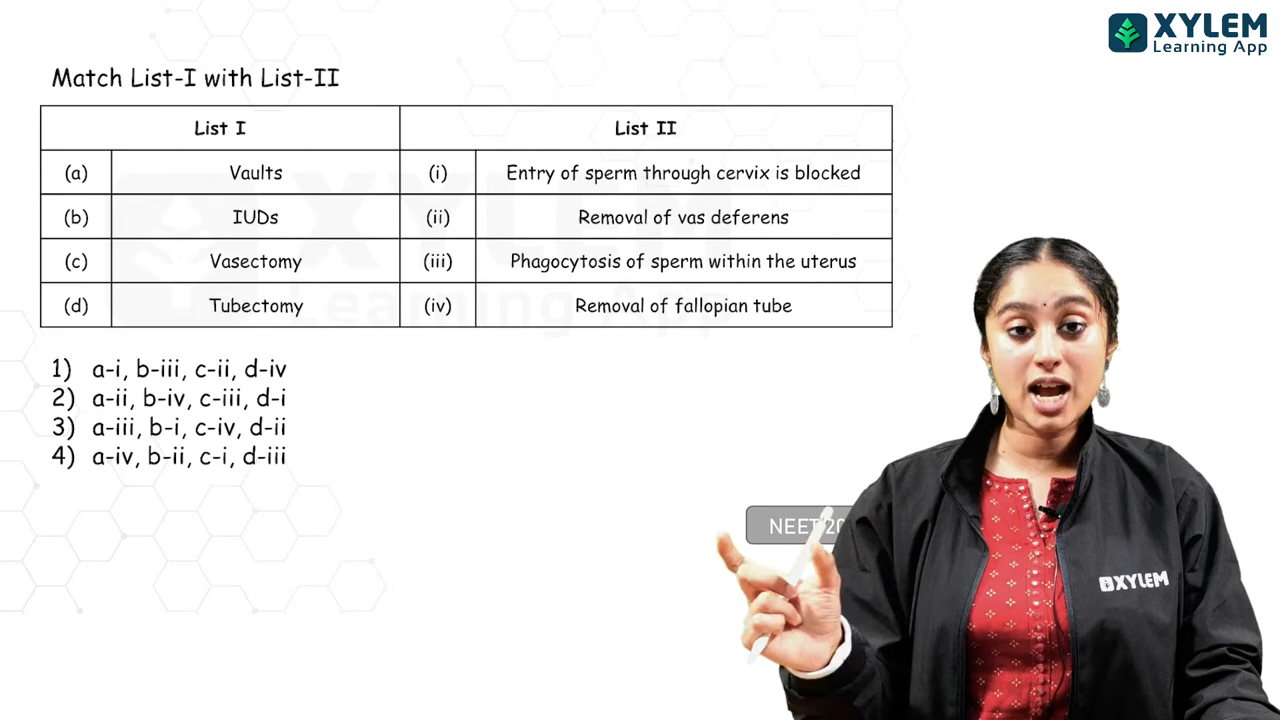 XYLEM
Learning App
Match List-I with List-II
List I List II
(a) Vaults (i) Entry of sperm through cervix is blocked
(b) IUDs (ii) Removal of vas deferens
(c) Vasectomy (iii) Phagocytosis of sperm within the uterus
(d) Tubectomy (iv) Removal of fallopian tube
1) a-i, b-iii, c-ii, d-iv
2) a-ii, b-iv, c-iii, d-i
3) a-iii, b-i, c-iv, d-ii
4) a-iv, b-ii, c-i, d-iii
NEET
XYLEM